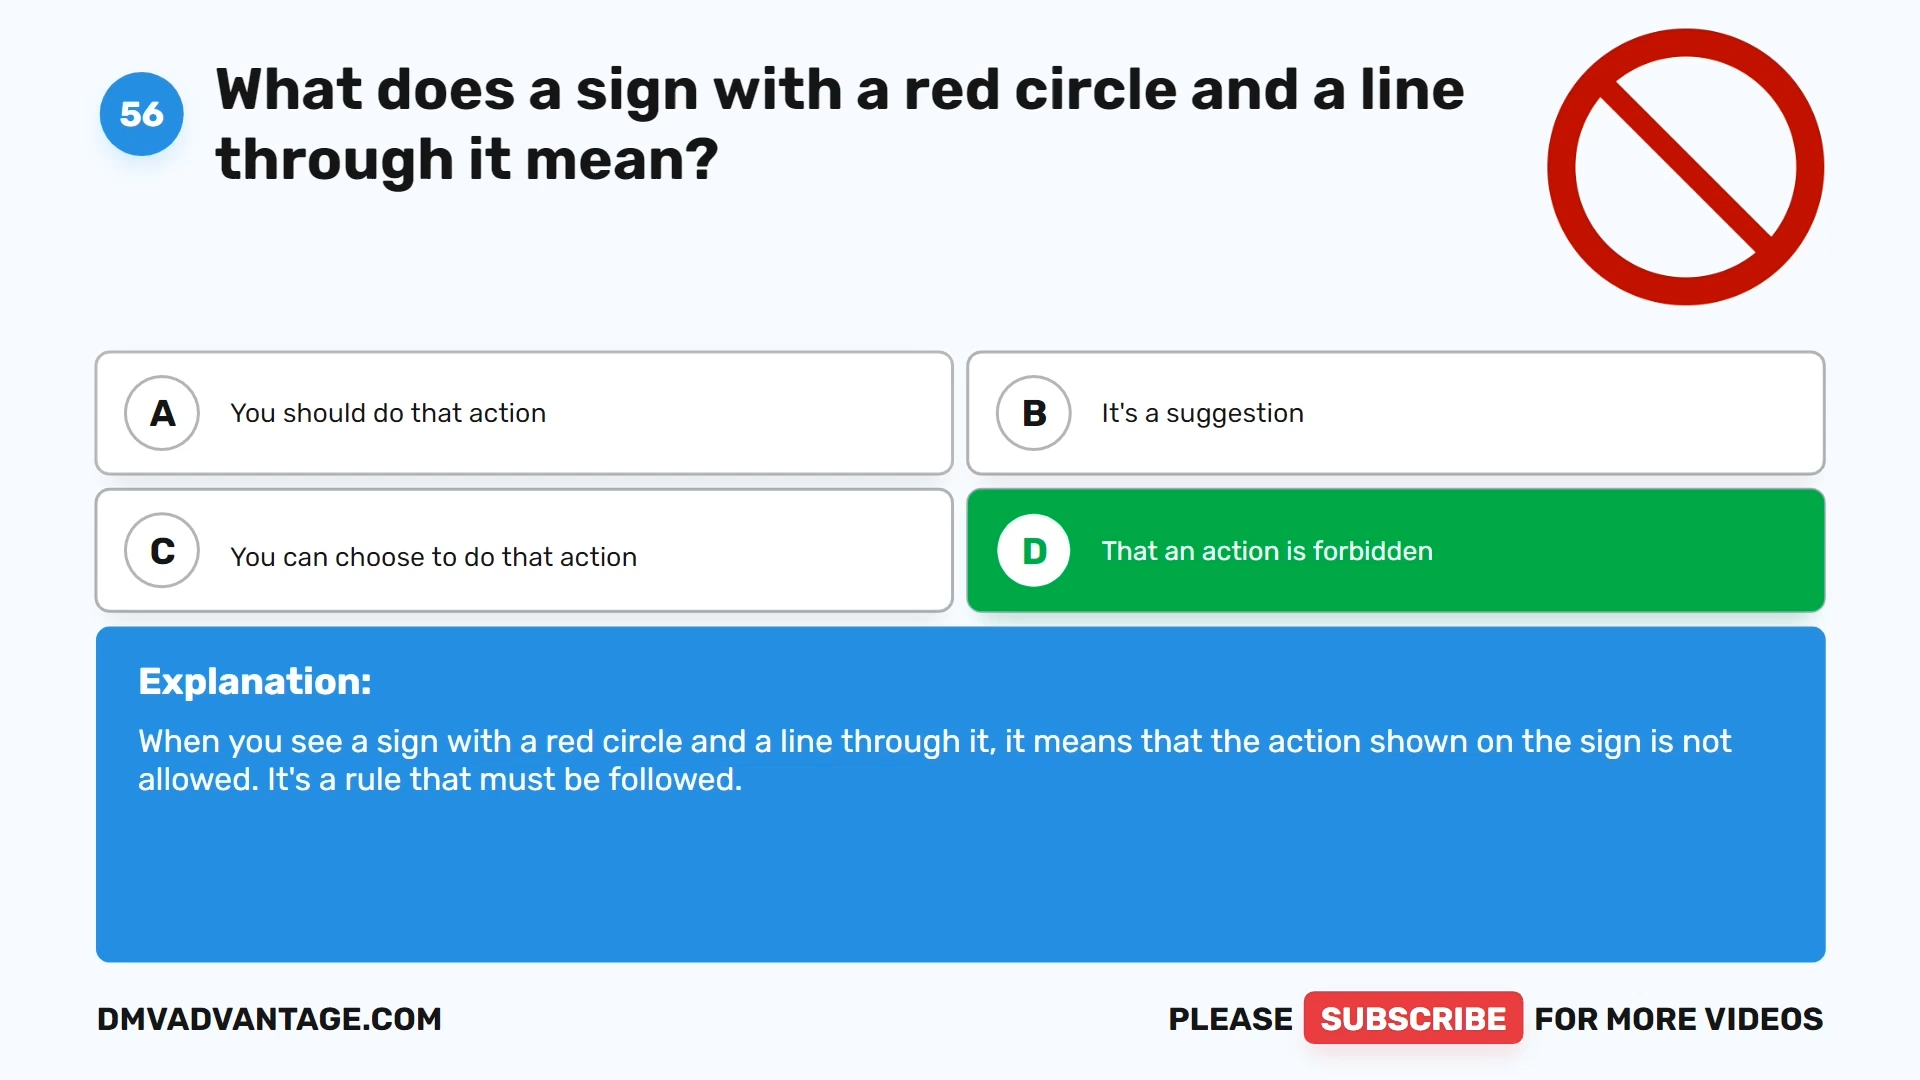 56
What does a sign with a red circle and a line
through it mean?
A
You should do that action
B
It's a suggestion
C
You can choose to do that action
D
That an action is forbidden
Explanation:
When you see a sign with a red circle and a line through it, it means that the action shown on the sign is not
allowed. It's a rule that must be followed.
DMVADVANTAGE.COM
PLEASE SUBSCRIBE FOR MORE VIDEOS